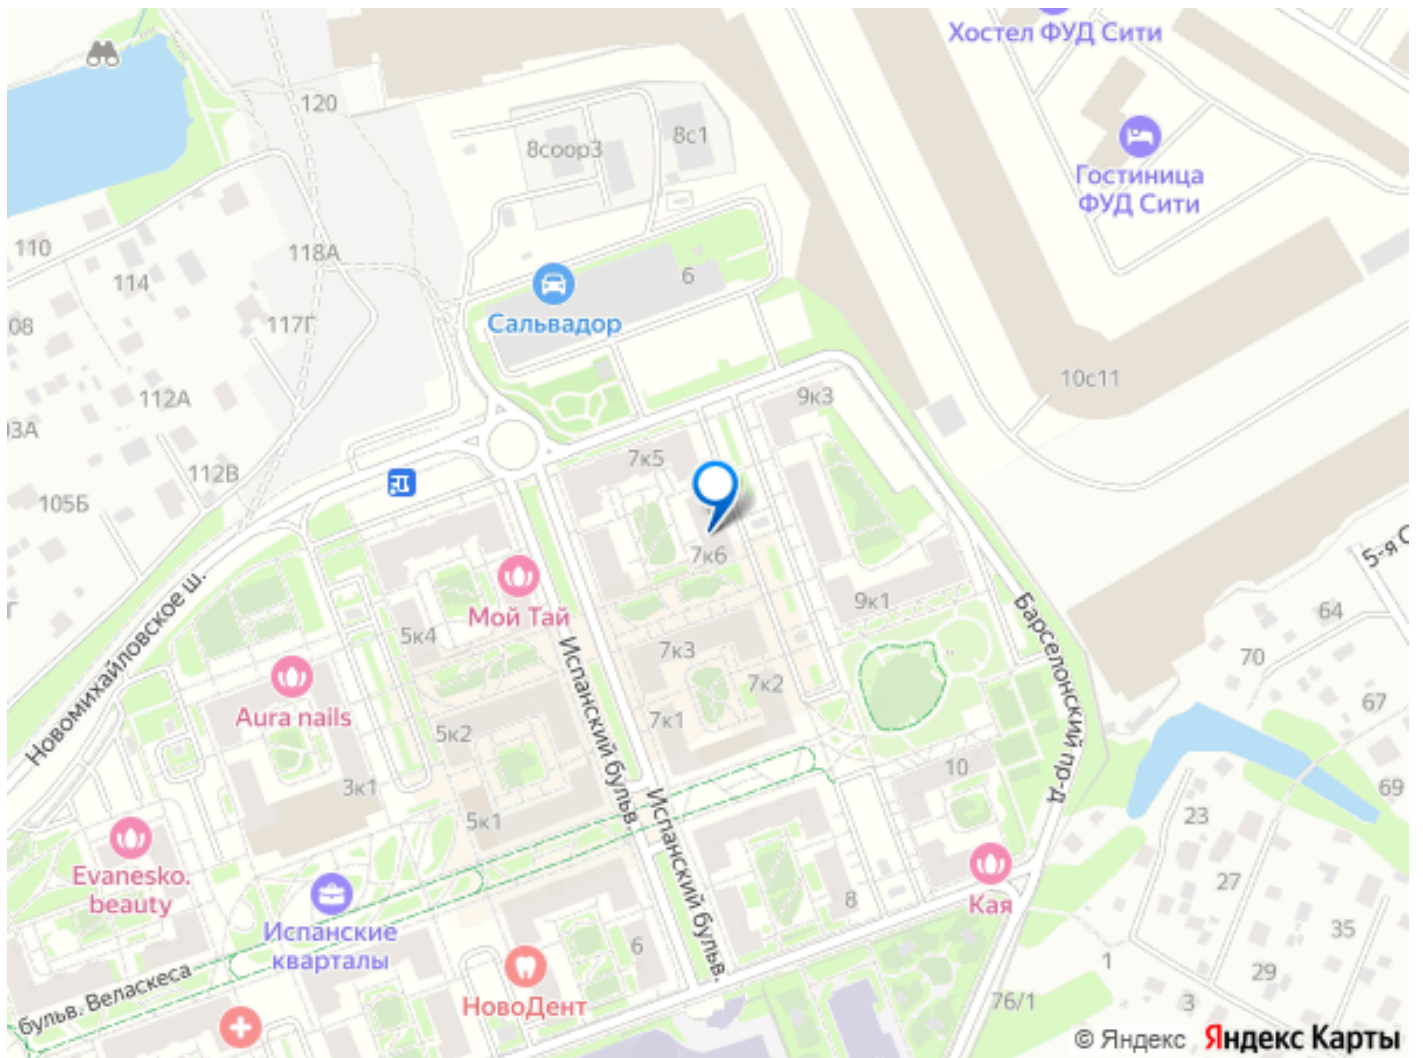 Хостел ФУД Сити
120
8соор3
8с1
Гостиница
ФУД Сити
110
118А
114
6
08
117Г
Сальвадор
10с11
112А
9к3
03А
112В
7к5
105Б
5-я С
7к6
Новомихайловское ш.
Мой Тай
9к1
Барселонский пр-д
64
Г
5к4
Испанский бульв.
7к3
70
7к2
67
Aura nails
7к1
5к2
10
3к1
69
5к1
Испанский бульв.
23
Evanesko.
beauty
Кая
27
8
Испанские
кварталы
6
35
1
29
бульв. Веласкеса
НовоДент
76/1
3
© Яндекс Яндекс Карты